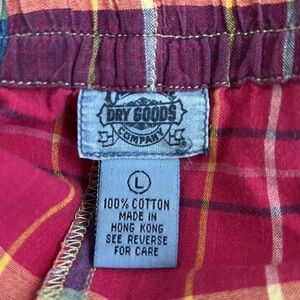 DRY GOODS
COMPANY
®
L
100% COTTON
MADE IN
HONG KONG
SEE REVERSE
FOR CARE